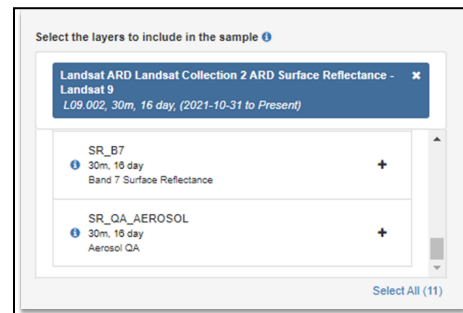 Select the layers to include in the sample
Landsat ARD Landsat Collection 2 ARD Surface Reflectance -
Landsat 9
L09.002, 30m, 16 day, (2021-10-31 to Present)
SR_B7
30m, 16 day
Band 7 Surface Reflectance
SR_QA_AEROSOL
30m, 16 day
Aerosol QA
Select All (11)